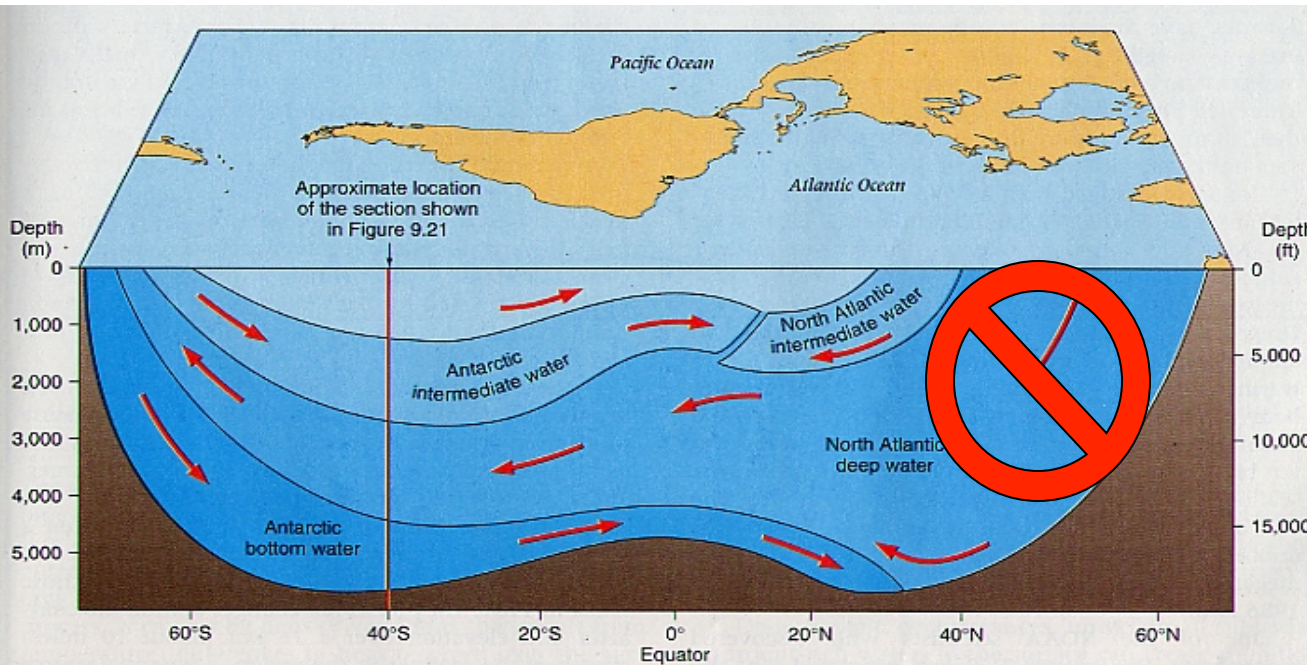 Pacific Ocean
Atlantic Ocean
Approximate location
of the section shown
in Figure 9.21
Depth
(m)
Depth
(ft)
0
1,000
2,000
3,000
4,000
5,000
0
5,000
10,000
15,000
Antarctic
intermediate water
North Atlantic
intermediate water
North Atlantic
deep water
Antarctic
bottom water
60°S
40°S
20°S
0°
20°N
40°N
60°N
Equator